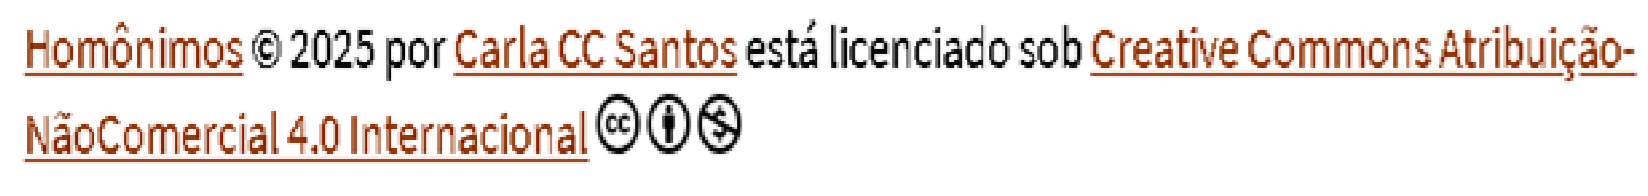 Homônimos © 2025 por Carla CC Santos está licenciado sob Creative Commons Atribuição-
NãoComercial 4.0 Internacional